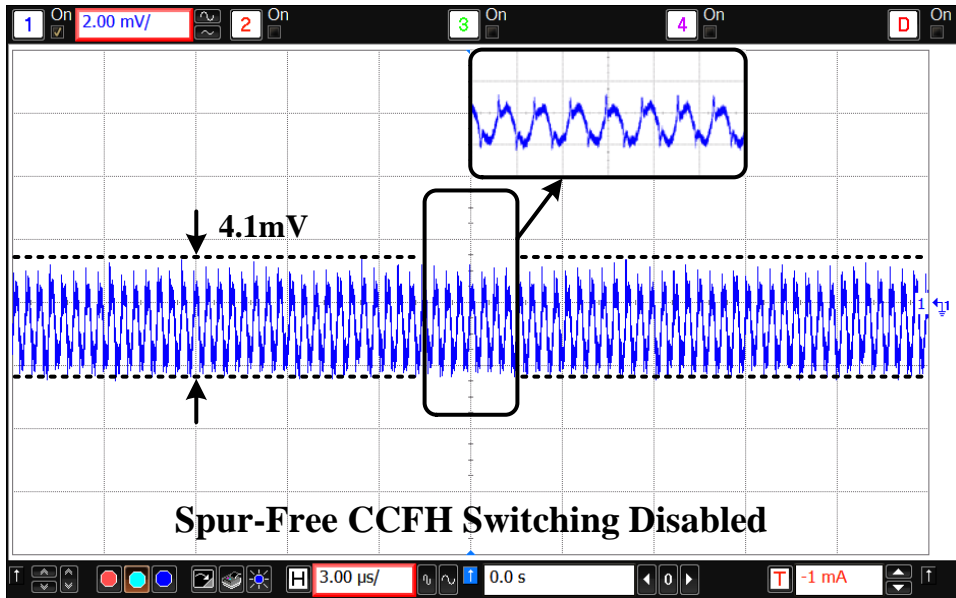 1 On 2.00 mV/ 2 On 3 On 4 On D On
4.1mV
1
Spur-Free CCFH Switching Disabled
H 3.00 µs/ 0.0 s 0 T -1 mA